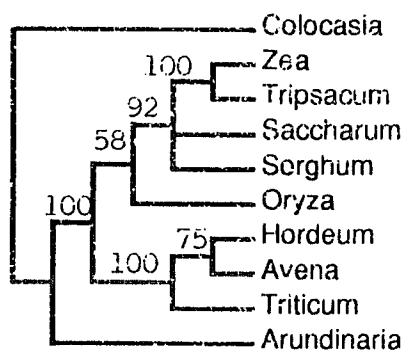 Colocasia
100 Zea
Tripsacum
92
Saccharum
58
Sorghum
100 Oryza
75 Hordeum
100 Avena
Triticum
Arundinaria